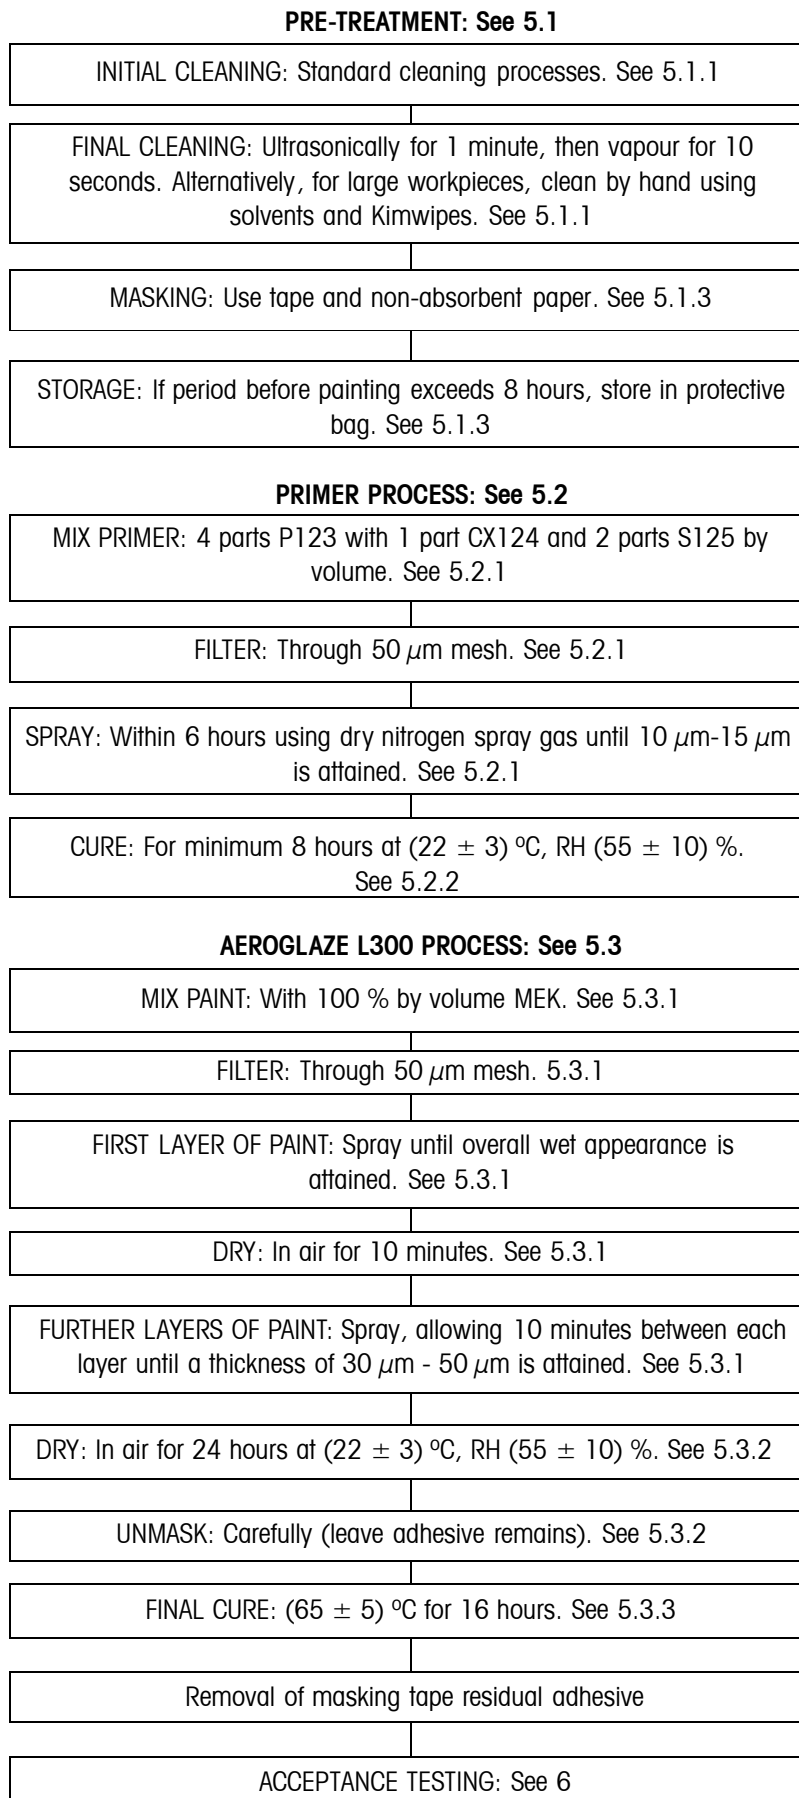 PRE-TREATMENT: See 5.1
INITIAL CLEANING: Standard cleaning processes. See 5.1.1
FINAL CLEANING: Ultrasonically for 1 minute, then vapour for 10
seconds. Alternatively, for large workpieces, clean by hand using
solvents and Kimwipes. See 5.1.1
MASKING: Use tape and non-absorbent paper. See 5.1.3
STORAGE: If period before painting exceeds 8 hours, store in protective
bag. See 5.1.3
PRIMER PROCESS: See 5.2
MIX PRIMER: 4 parts P123 with 1 part CX124 and 2 parts S125 by
volume. See 5.2.1
FILTER: Through 50 µm mesh. See 5.2.1
SPRAY: Within 6 hours using dry nitrogen spray gas until 10 µm-15 µm
is attained. See 5.2.1
CURE: For minimum 8 hours at (22 ± 3) ºC, RH (55 ± 10) %.
See 5.2.2
AEROGLAZE L300 PROCESS: See 5.3
MIX PAINT: With 100 % by volume MEK. See 5.3.1
FILTER: Through 50 µm mesh. 5.3.1
FIRST LAYER OF PAINT: Spray until overall wet appearance is
attained. See 5.3.1
DRY: In air for 10 minutes. See 5.3.1
FURTHER LAYERS OF PAINT: Spray, allowing 10 minutes between each
layer until a thickness of 30 µm - 50 µm is attained. See 5.3.1
DRY: In air for 24 hours at (22 ± 3) ºC, RH (55 ± 10) %. See 5.3.2
UNMASK: Carefully (leave adhesive remains). See 5.3.2
FINAL CURE: (65 ± 5) ºC for 16 hours. See 5.3.3
Removal of masking tape residual adhesive
ACCEPTANCE TESTING: See 6